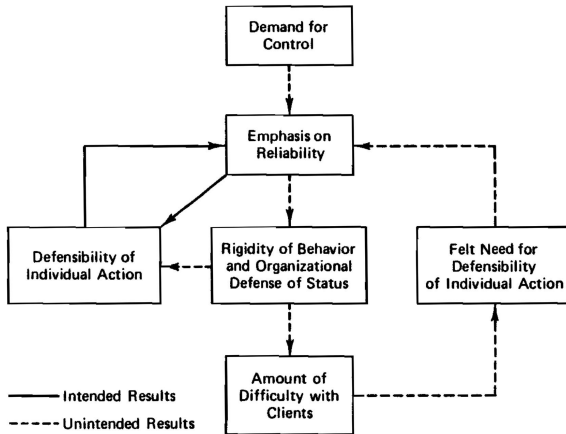 Demand for
Control
Emphasis on
Reliability
Defensibility of
Individual Action
Rigidity of Behavior
and Organizational
Defense of Status
Felt Need for
Defensibility
of Individual Action
Amount of
Difficulty with
Clients
Intended Results
Unintended Results